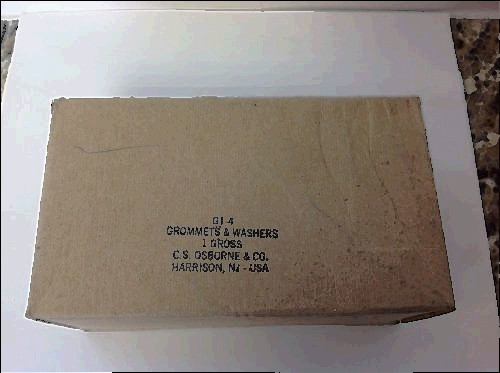 G1-4
GROMMETS & WASHERS
1 GROSS
C.S. OSBORNE & CO.
HARRISON, NJ - USA